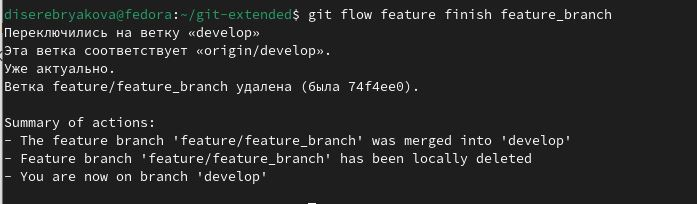 diserebryakova@fedora:~/git-extended$ git flow feature finish feature_branch
Переключились на ветку «develop»
Эта ветка соответствует «origin/develop».
Уже актуально.
Ветка feature/feature_branch удалена (была 74f4ee0).
Summary of actions:
- The feature branch 'feature/feature_branch' was merged into 'develop'
- Feature branch 'feature/feature_branch' has been locally deleted
- You are now on branch 'develop'